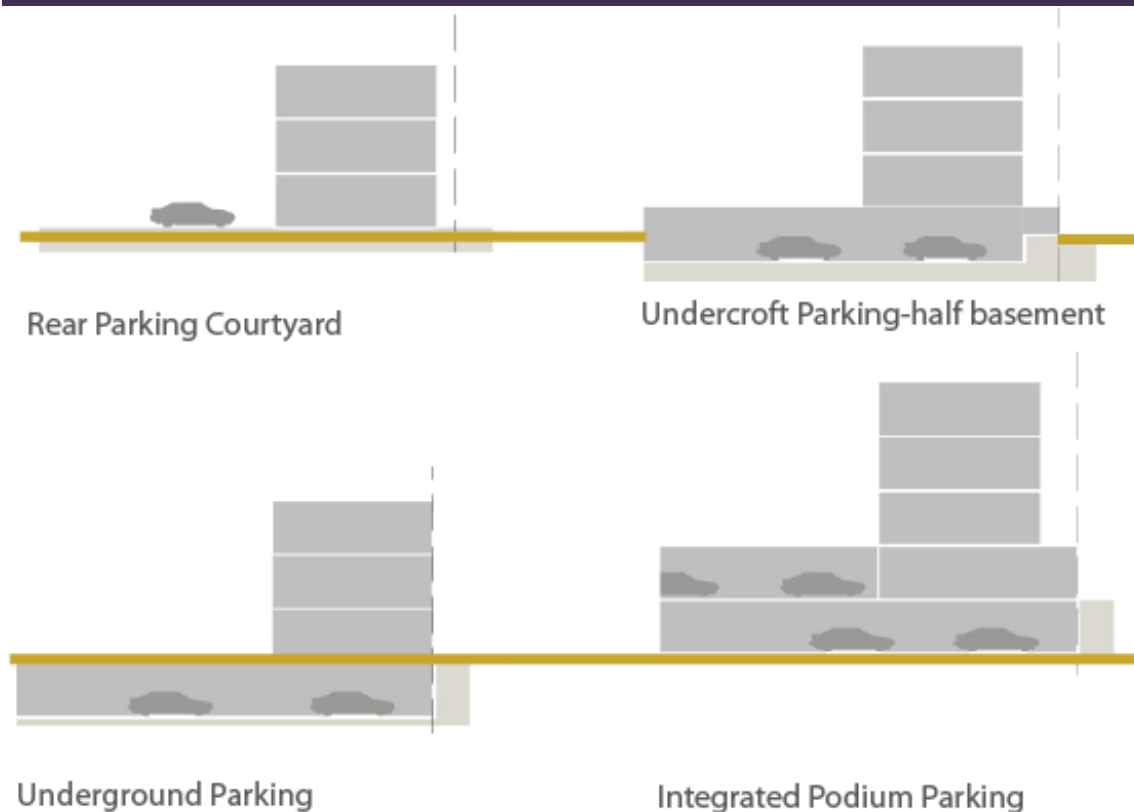 Rear Parking Courtyard
Undercroft Parking-half basement
Underground Parking
Integrated Podium Parking